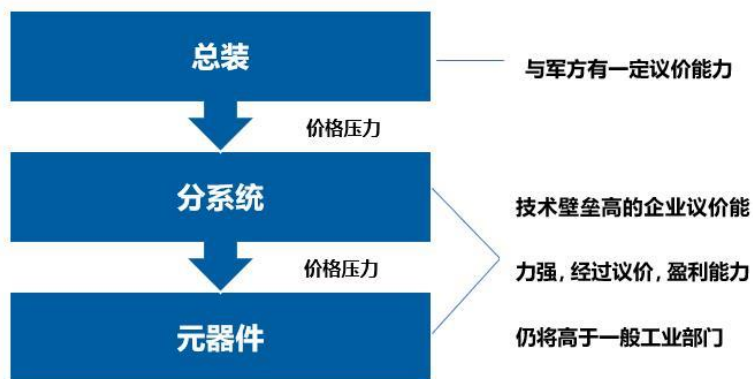 总装
与军方有一定议价能力
价格压力
分系统
技术壁垒高的企业议价能
价格压力
力强，经过议价，盈利能力
元器件
仍将高于一般工业部门